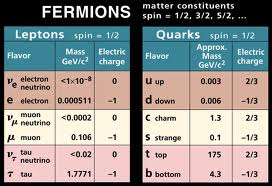 FERMIONS matter constituents
spin = 1/2, 3/2, 5/2, ...
Leptons spin = 1/2
Flavor Mass GeV/c² Electric charge
νe electron neutrino <1×10⁻⁸ 0
e electron 0.000511 −1
νμ muon neutrino <0.0002 0
μ muon 0.106 −1
ντ tau neutrino <0.02 0
τ tau 1.7771 −1
Quarks spin = 1/2
Flavor Approx. Mass GeV/c² Electric charge
u up 0.003 2/3
d down 0.006 −1/3
c charm 1.3 2/3
s strange 0.1 −1/3
t top 175 2/3
b bottom 4.3 −1/3